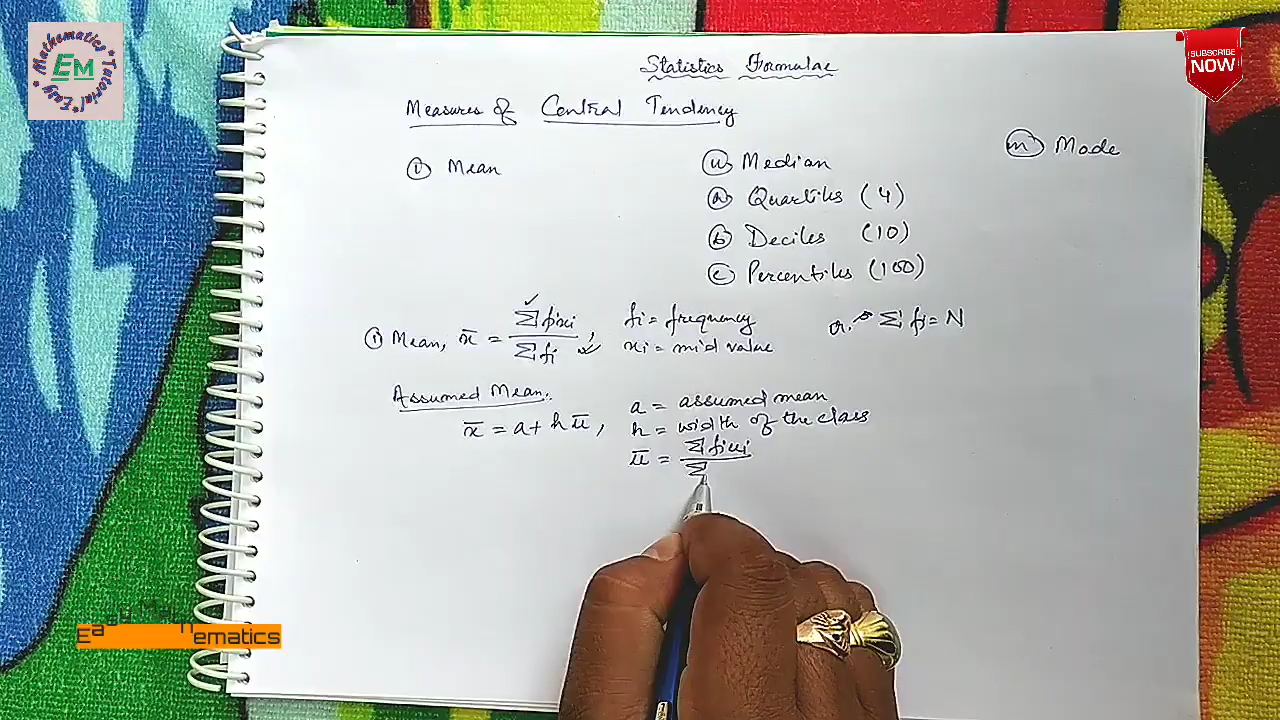 Mathematics * Tutorial Easy *
EM
SUBSCRIBE
NOW
Statistics Formulae
Measures of Central Tendency
(i) Mean
(ii) Median
(a) Quartiles (4)
(b) Deciles (10)
(c) Percentiles (100)
(iii) Mode
(i) Mean, x̄ = Σfixi / Σfi, fi = frequency or. Σfi = N
xi = mid value
Assumed Mean:
x̄ = a + hū, a = assumed mean
h = width of the class
ū = Σfiui / Σ
ematics